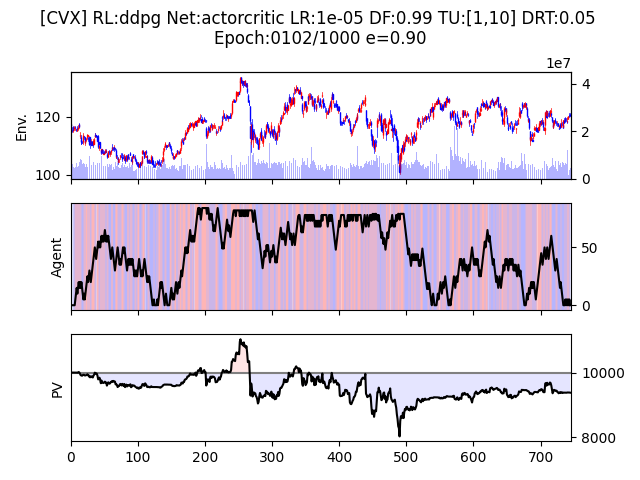 [CVX] RL:ddpg Net:actorcritic LR:1e-05 DF:0.99 TU:[1,10] DRT:0.05
Epoch:0102/1000 e=0.90
1e7
Env.
120
100
4
2
0
Agent
50
0
PV
10000
8000
0 100 200 300 400 500 600 700